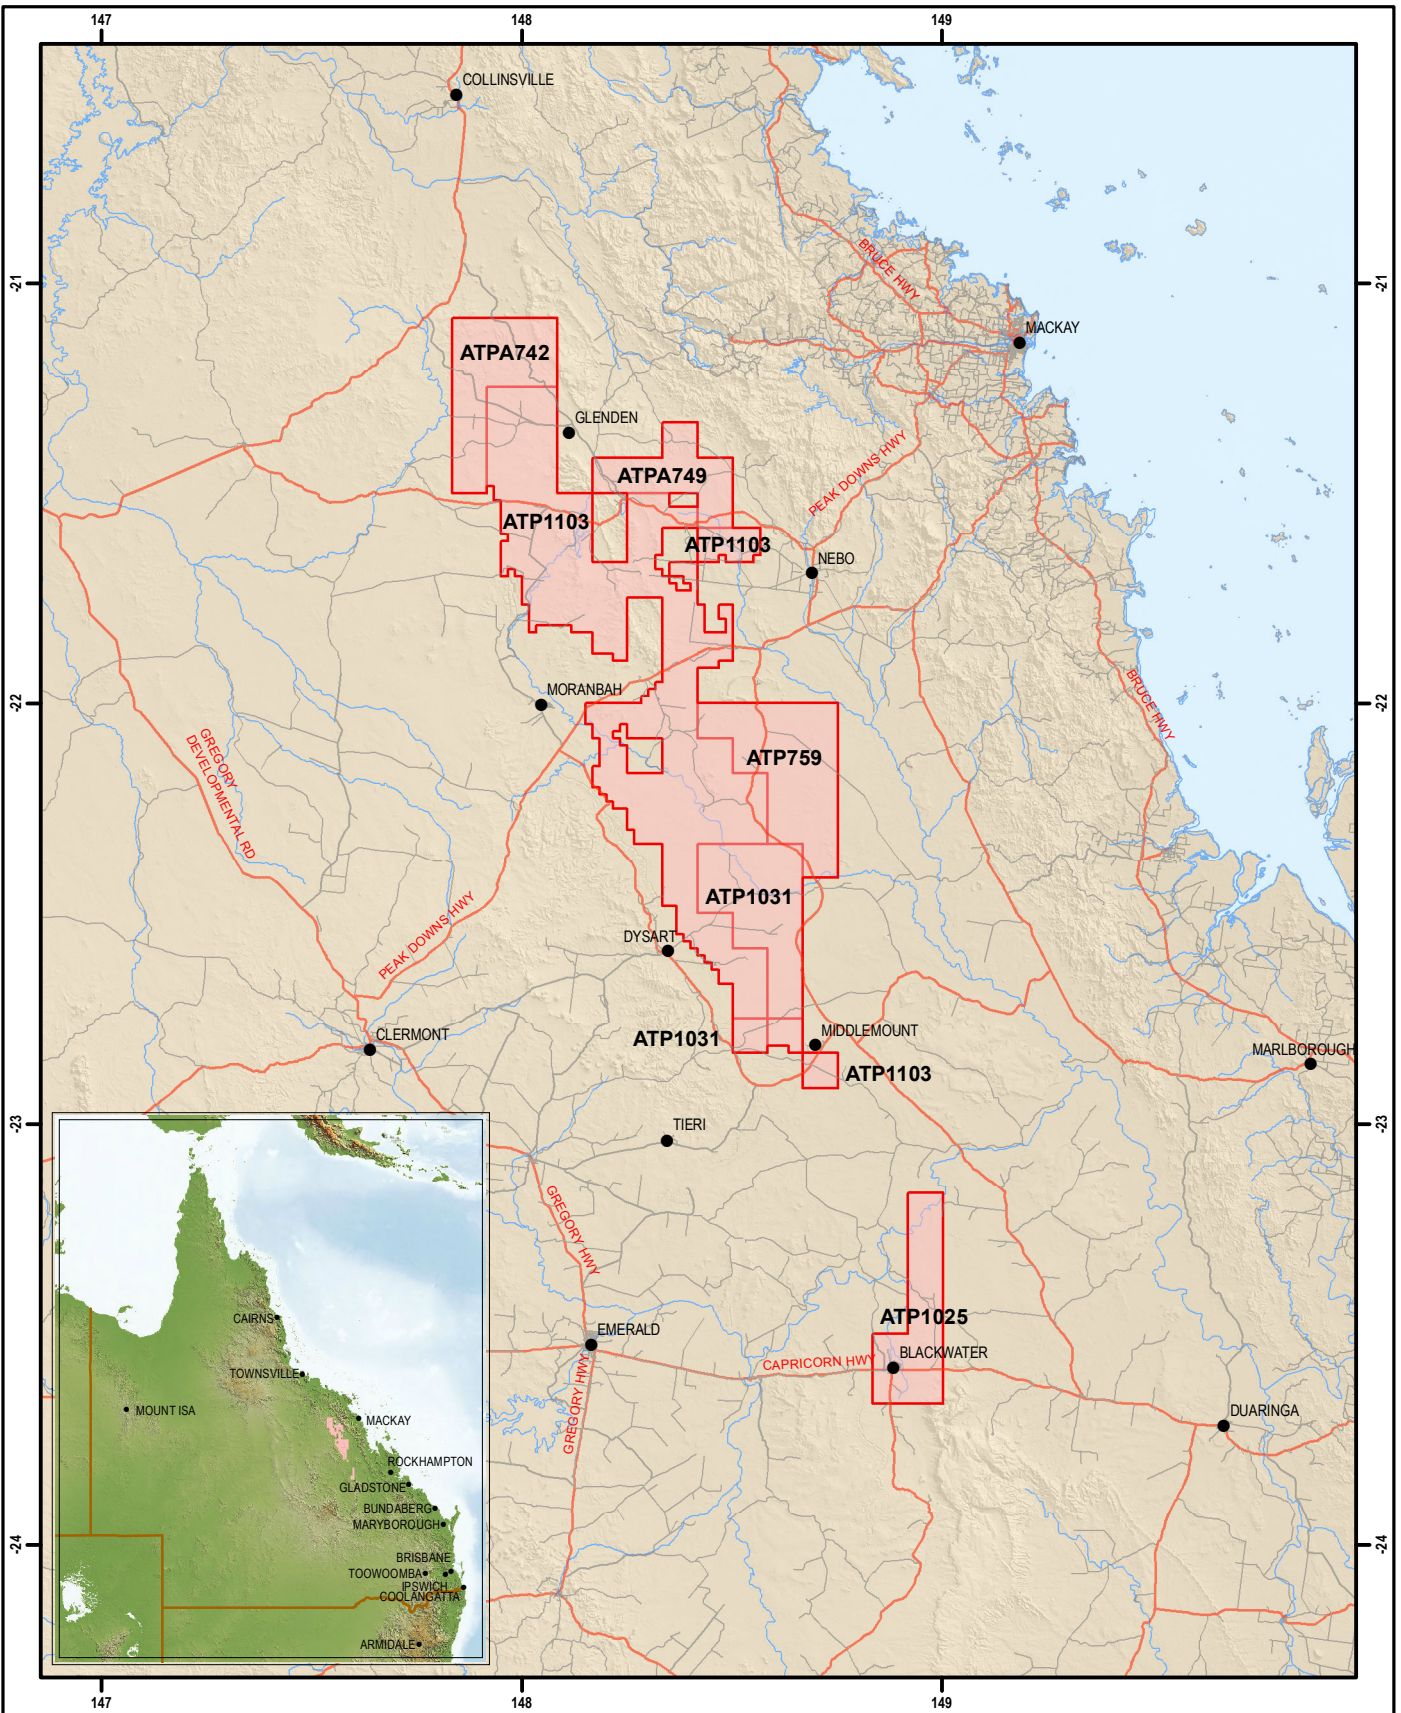 147
148
149
COLLINSVILLE
-21
-21
BRUCE HWY
MACKAY
ATPA742
GLENDEN
ATPA749
PEAK DOWNS HWY
ATP1103
ATP1103
NEBO
MORANBAH
-22
-22
BRUCE HWY
GREGORY
DEVELOPMENTAL RD
ATP759
ATP1031
PEAK DOWNS HWY
DYSART
CLERMONT
ATP1031
MIDDLEMOUNT
MARLBOROUGH
ATP1103
-23
-23
TIERI
GREGORY HWY
ATP1025
EMERALD
BLACKWATER
CAPRICORN HWY
GREGORY HWY
DUARINGA
-24
-24
CAIRNS
TOWNSVILLE
MOUNT ISA
MACKAY
ROCKHAMPTON
GLADSTONE
BUNDABERG
MARYBOROUGH
BRISBANE
TOOWOOMBA
IPSWICH
COOLANGATTA
ARMIDALE
147
148
149